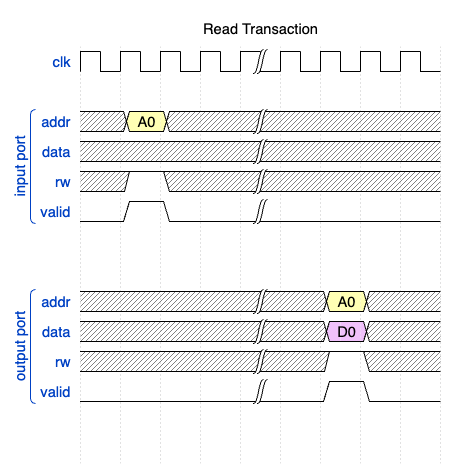 Read Transaction
clk
input port
addr A0
data
rw
valid
output port
addr A0
data D0
rw
valid